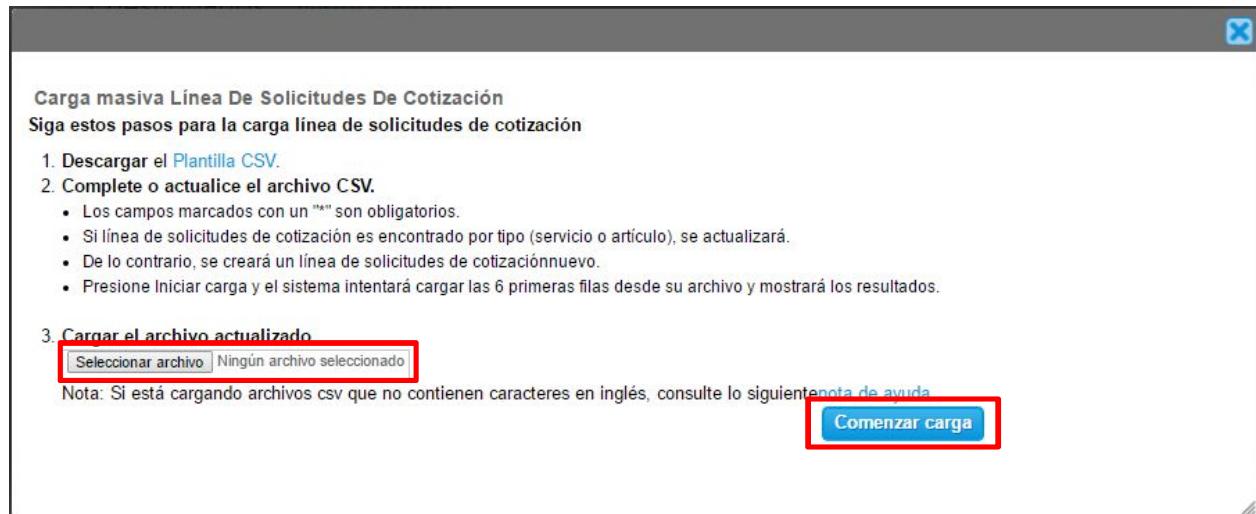 Carga masiva Línea De Solicitudes De Cotización
Siga estos pasos para la carga línea de solicitudes de cotización
1. Descargar el Plantilla CSV.
2. Complete o actualice el archivo CSV.
• Los campos marcados con un "*" son obligatorios.
• Si línea de solicitudes de cotización es encontrado por tipo (servicio o artículo), se actualizará.
• De lo contrario, se creará un línea de solicitudes de cotizaciónnuevo.
• Presione Iniciar carga y el sistema intentará cargar las 6 primeras filas desde su archivo y mostrará los resultados.
3. Cargar el archivo actualizado
Seleccionar archivo Ningún archivo seleccionado
Nota: Si está cargando archivos csv que no contienen caracteres en inglés, consulte lo siguientenota de ayuda
Comenzar carga